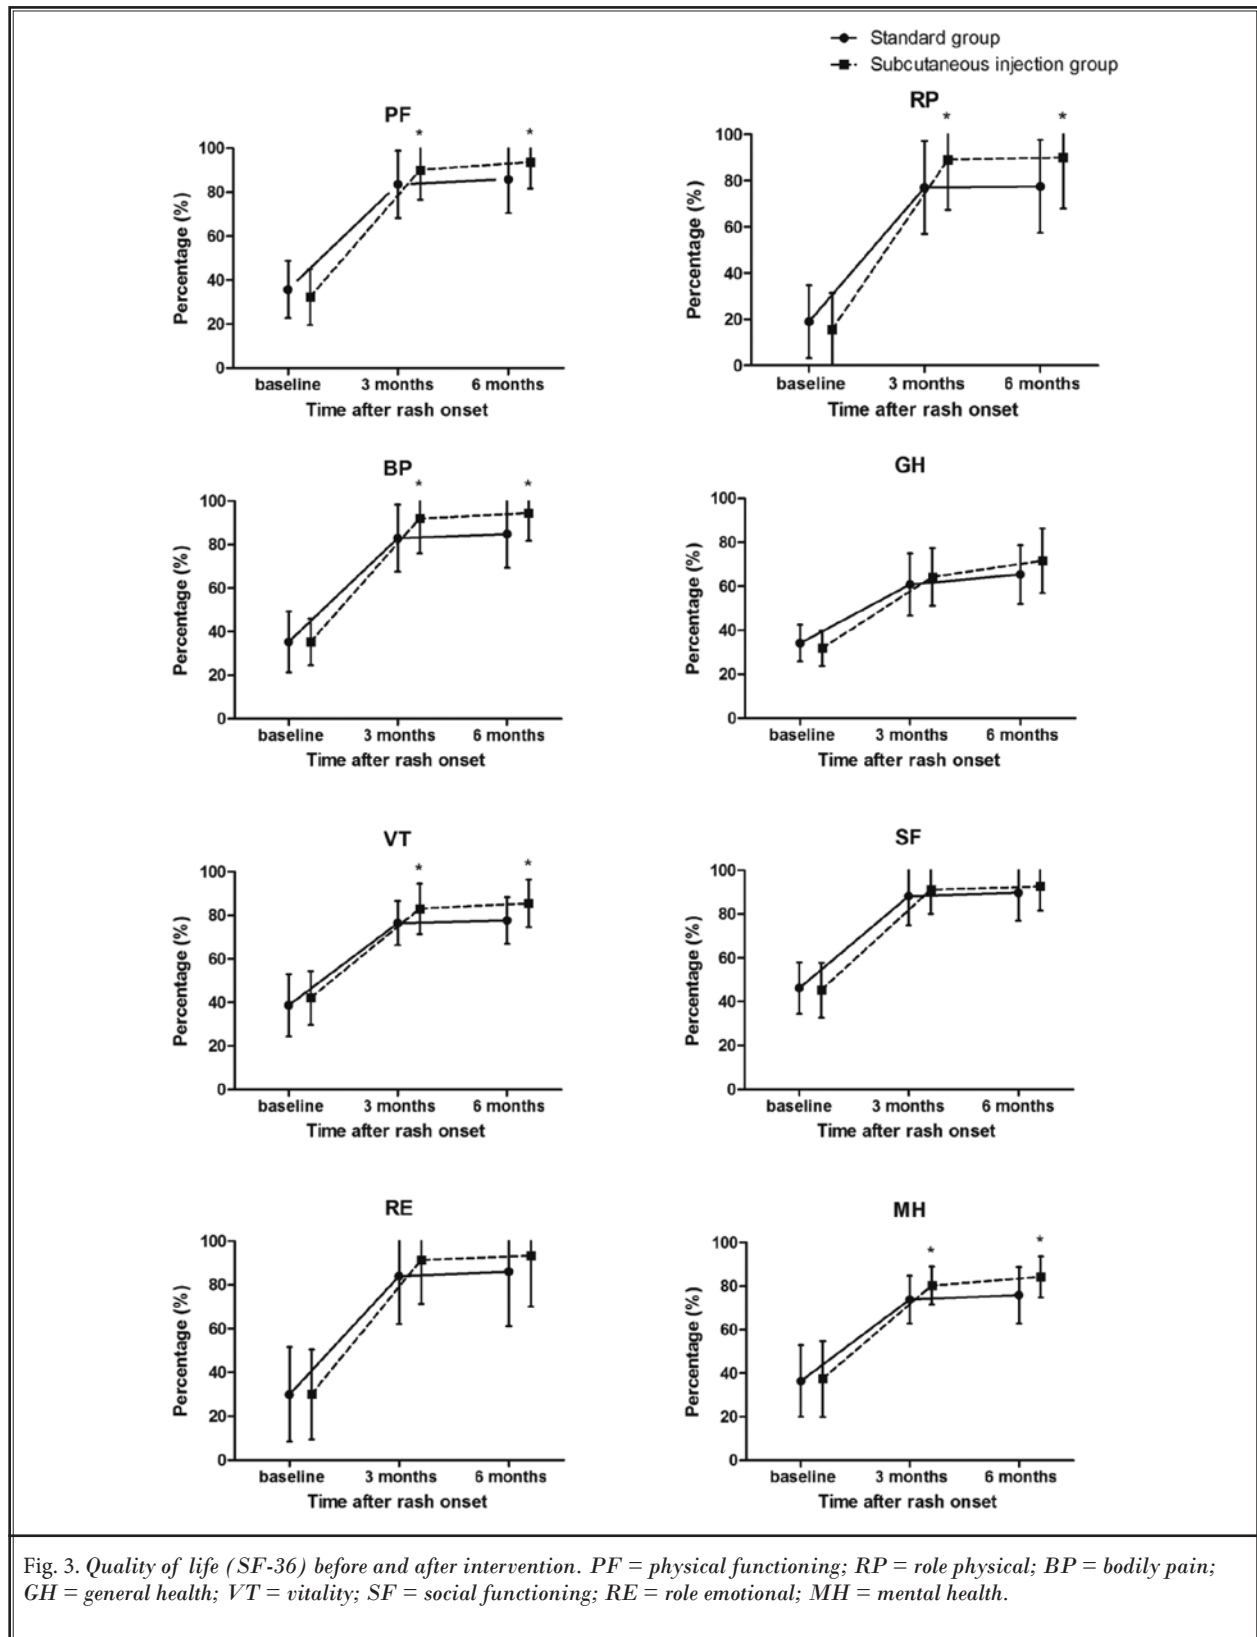 Standard group
Subcutaneous injection group
PF
* *
Percentage (%)
100
80
60
40
20
0
baseline 3 months 6 months
Time after rash onset
RP
* *
Percentage (%)
100
80
60
40
20
0
baseline 3 months 6 months
Time after rash onset
BP
* *
Percentage (%)
100
80
60
40
20
0
baseline 3 months 6 months
Time after rash onset
GH
Percentage (%)
100
80
60
40
20
0
baseline 3 months 6 months
Time after rash onset
VT
* *
Percentage (%)
100
80
60
40
20
0
baseline 3 months 6 months
Time after rash onset
SF
Percentage (%)
100
80
60
40
20
0
baseline 3 months 6 months
Time after rash onset
RE
Percentage (%)
100
80
60
40
20
0
baseline 3 months 6 months
Time after rash onset
MH
* *
Percentage (%)
100
80
60
40
20
0
baseline 3 months 6 months
Time after rash onset
Fig. 3. Quality of life (SF-36) before and after intervention. PF = physical functioning; RP = role physical; BP = bodily pain;
GH = general health; VT = vitality; SF = social functioning; RE = role emotional; MH = mental health.